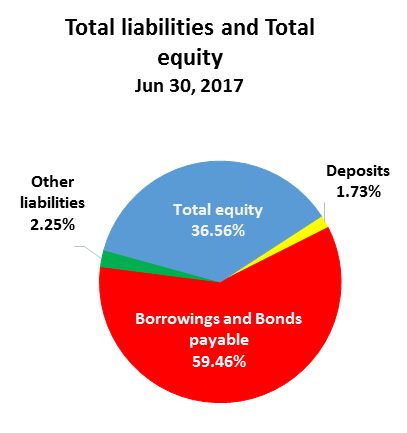 Total liabilities and Total
equity
Jun 30, 2017
Deposits
1.73%
Other
liabilities
2.25%
Total equity
36.56%
Borrowings and Bonds
payable
59.46%